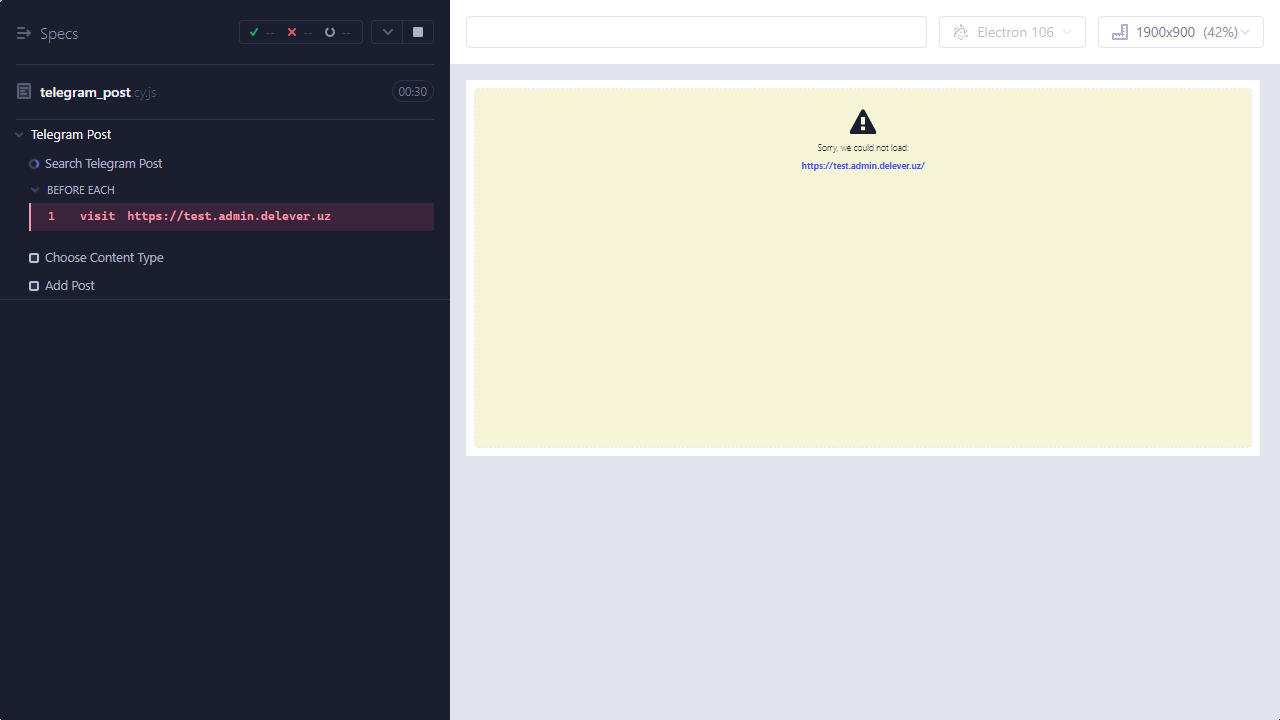 Specs
--
--
--
telegram_post.cy.js
00:30
Telegram Post
Search Telegram Post
BEFORE EACH
1 visit https://test.admin.delever.uz
Choose Content Type
Add Post
Electron 106
1900x900 (42%)
Sorry, we could not load:
https://test.admin.delever.uz/